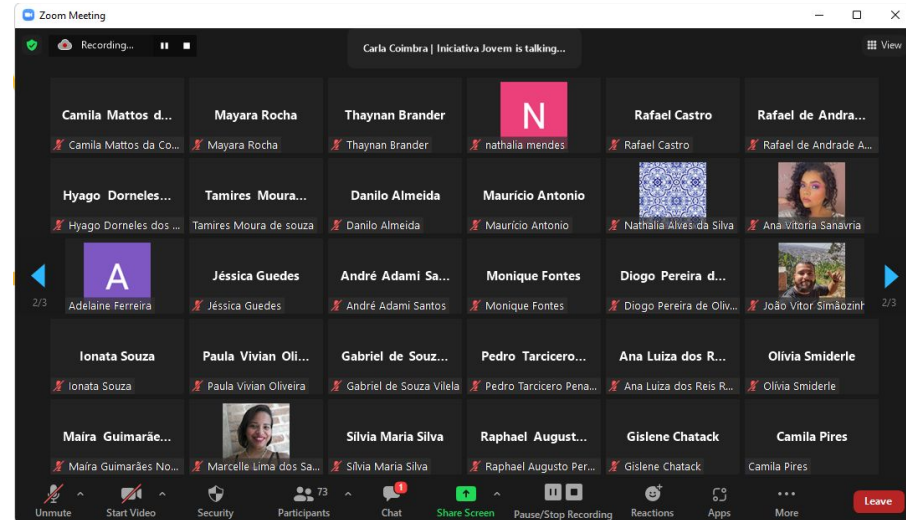 Zoom Meeting
Recording...
Carla Coimbra | Iniciativa Jovem is talking...
View
Camila Mattos d... Mayara Rocha Thaynan Brander N Rafael Castro Rafael de Andra...
Camila Mattos da Co... Mayara Rocha Thaynan Brander nathalia mendes Rafael Castro Rafael de Andrade A...
Hyago Dorneles... Tamires Moura... Danilo Almeida Maurício Antonio
Hyago Dorneles dos ... Tamires Moura de souza Danilo Almeida Maurício Antonio Nathalia Alves da Silva Ana Vitoria Sanavria
A Jéssica Guedes André Adami Sa... Monique Fontes Diogo Pereira d...
2/3 Adelaine Ferreira Jéssica Guedes André Adami Santos Monique Fontes Diogo Pereira de Oliv... João Vitor Simãozinh 2/3
Ionata Souza Paula Vivian Oli... Gabriel de Souz... Pedro Tarcicero... Ana Luiza dos R... Olívia Smiderle
Ionata Souza Paula Vivian Oliveira Gabriel de Souza Vilela Pedro Tarcicero Pena... Ana Luiza dos Reis R... Olívia Smiderle
Maíra Guimarãe... Sílvia Maria Silva Raphael August... Gislene Chatack Camila Pires
Maíra Guimarães No... Marcelle Lima dos Sa... Sílvia Maria Silva Raphael Augusto Per... Gislene Chatack Camila Pires
73 1
Unmute Start Video Security Participants Chat Share Screen Pause/Stop Recording Reactions Apps More Leave